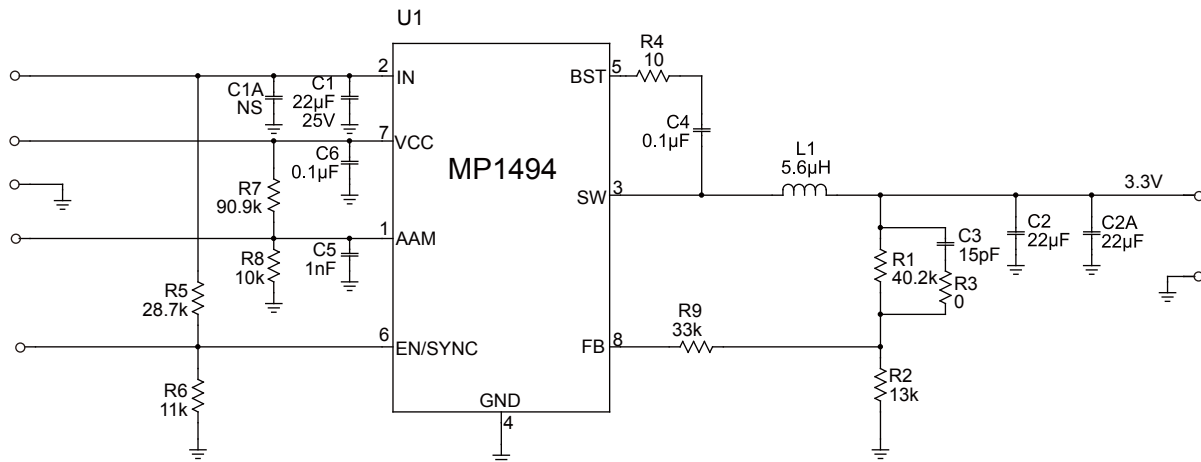 U1
R4
10
2
IN
BST
5
C1A
NS
C1
22µF
25V
7
VCC
C6
0.1µF
C4
0.1µF
MP1494
L1
5.6µH
R7
90.9k
SW
3
3.3V
1
AAM
C5
1nF
R8
10k
C3
15pF
C2
22µF
C2A
22µF
R1
40.2k
R3
0
R5
28.7k
R9
33k
6
EN/SYNC
FB
8
R6
11k
GND
4
R2
13k